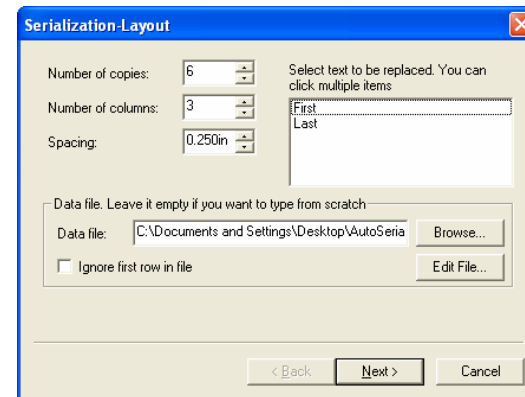 Serialization-Layout
Number of copies: 6
Number of columns: 3
Spacing: 0.250in
Select text to be replaced. You can
click multiple items
First
Last
Data file. Leave it empty if you want to type from scratch
Data file: C:\Documents and Settings\Desktop\AutoSeria Browse...
Ignore first row in file Edit File...
< Back Next > Cancel